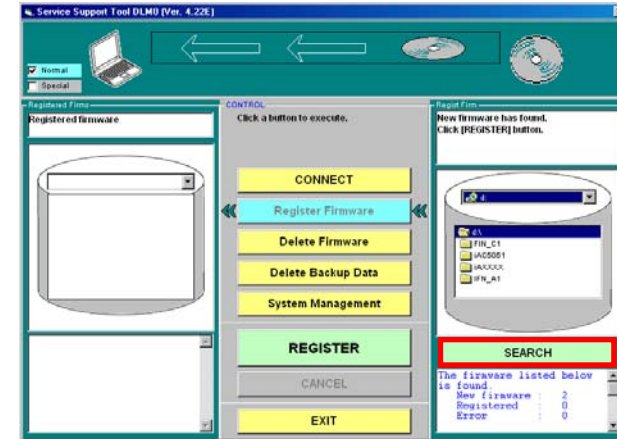 Service Support Tool DLM0 [Ver. 4.22E]
Normal
Special
Registered Firms
Registered firmware
CONTROL
Click a button to execute.
CONNECT
Register Firmware
Delete Firmware
Delete Backup Data
System Management
REGISTER
CANCEL
EXIT
Regist Firm
New firmware has found.
Click [REGISTER] button.
d:
d:\
FIN_C1
iAC5051
iAXXXX
iFN_A1
SEARCH
The firmware listed below
is found.
New firmware : 2
Registered : 0
Error : 0